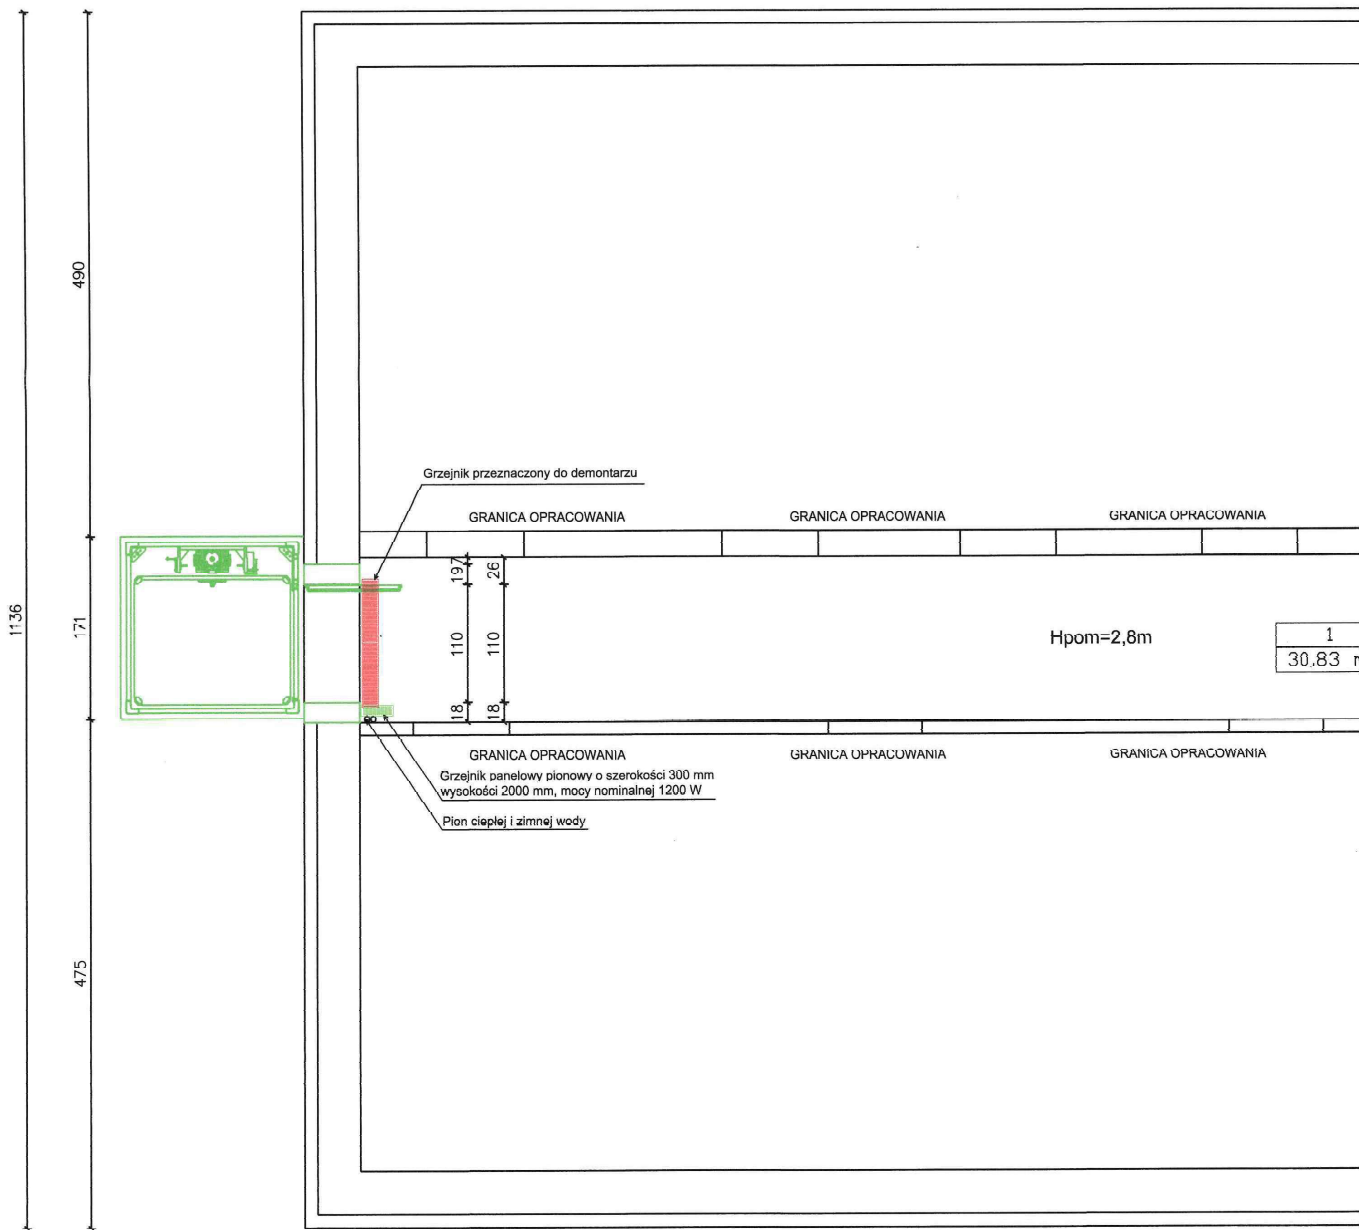 490
1136
171
475
Grzejnik przeznaczony do demontarzu
GRANICA OPRACOWANIA
GRANICA OPRACOWANIA
GRANICA OPRACOWANIA
197
26
110
110
18
18
Hpom=2,8m
1
30.83
GRANICA OPRACOWANIA
GRANICA OPRACOWANIA
GRANICA OPRACOWANIA
Grzejnik panelowy pionowy o szerokości 300 mm
wysokości 2000 mm, mocy nominalnej 1200 W
Pion ciepłej i zimnej wody